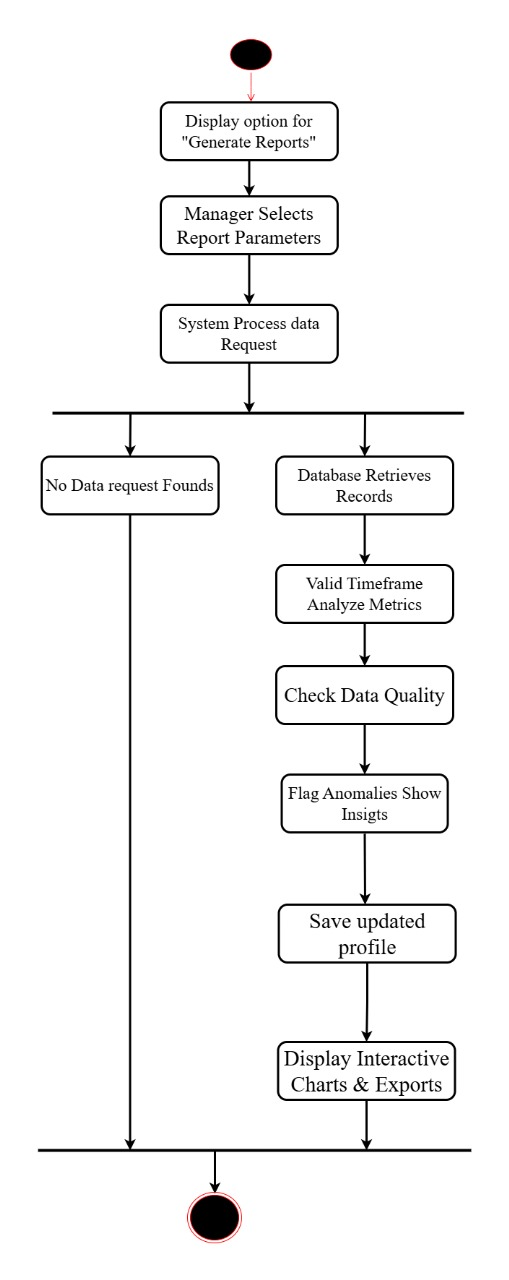 Display option for
"Generate Reports"
Manager Selects
Report Parameters
System Process data
Request
No Data request Founds
Database Retrieves
Records
Valid Timeframe
Analyze Metrics
Check Data Quality
Flag Anomalies Show
Insigts
Save updated
profile
Display Interactive
Charts & Exports